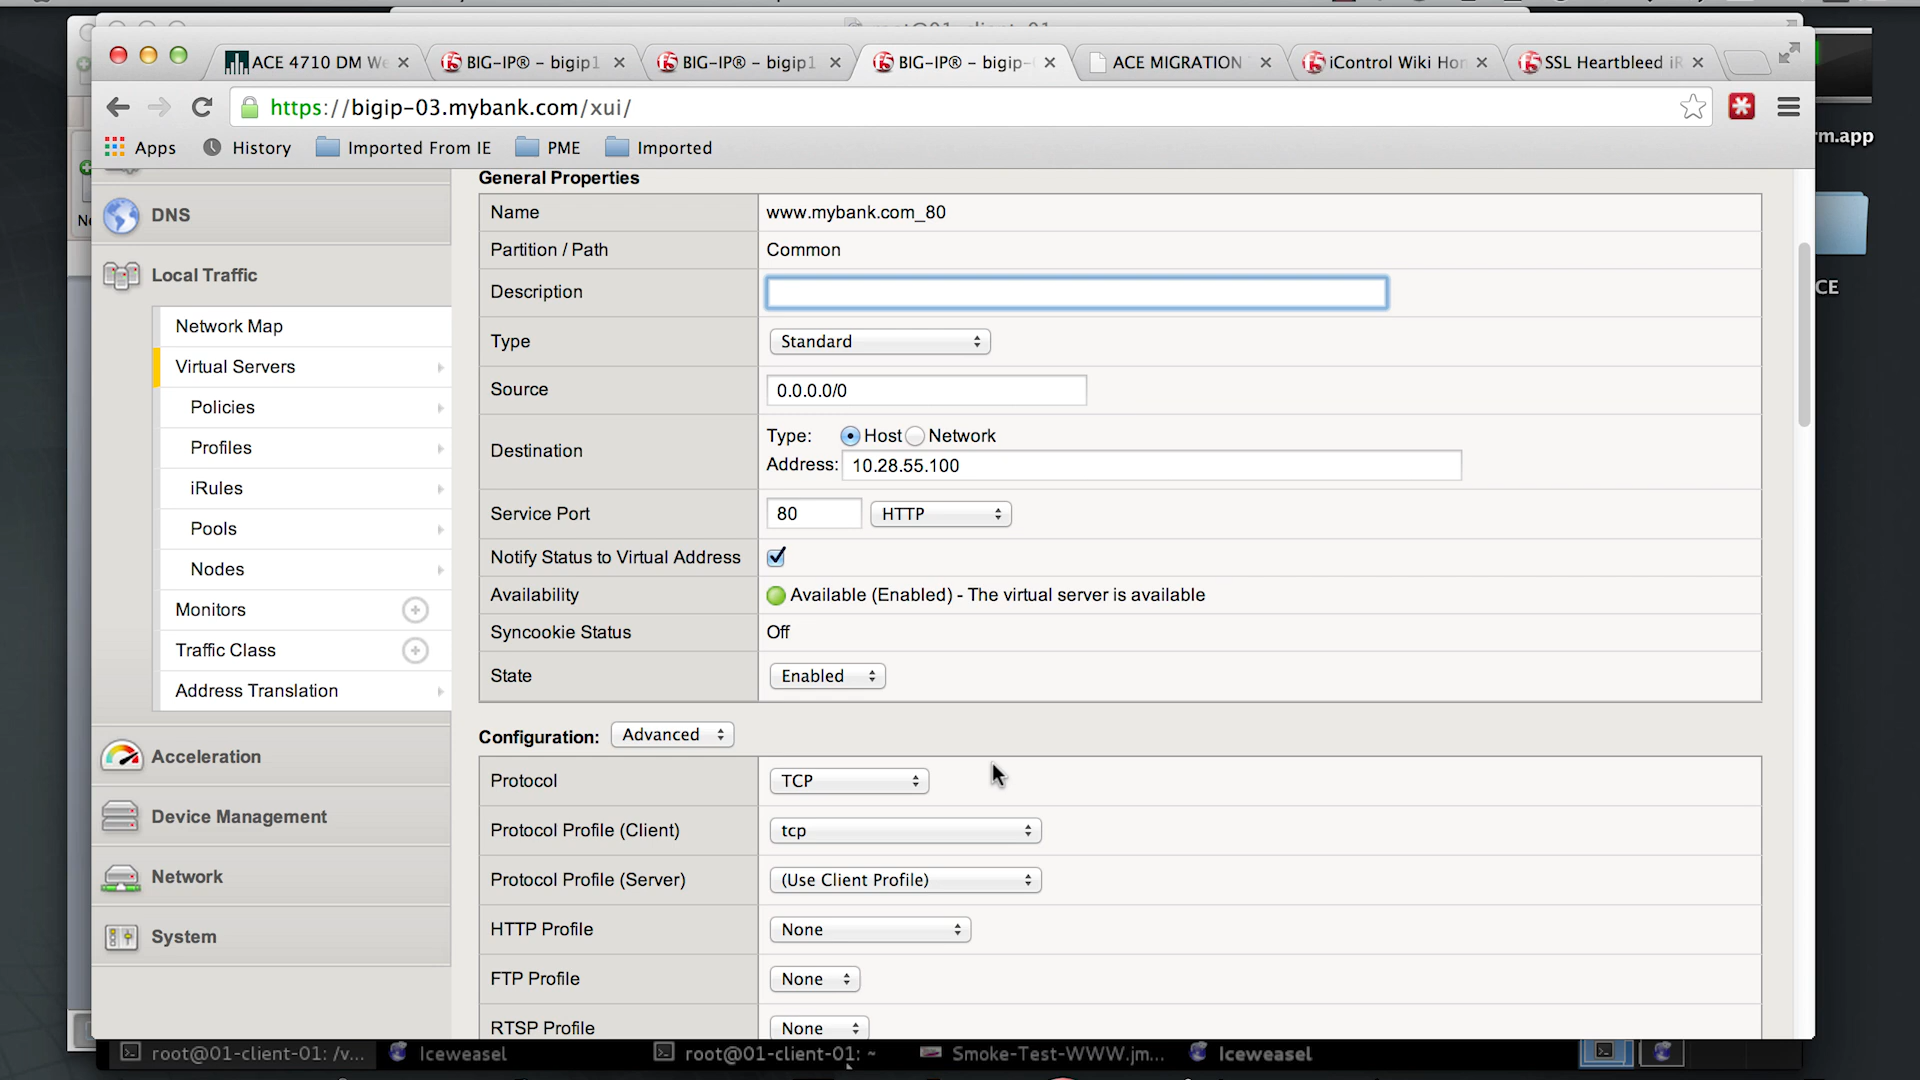 ACE 4710 DM We
BIG-IP® – bigip1
BIG-IP® – bigip1
BIG-IP® – bigip-
ACE MIGRATION
iControl Wiki Hon
SSL Heartbleed iR
https://bigip-03.mybank.com/xui/
Apps
History
Imported From IE
PME
Imported
rm.app
CE
DNS
Local Traffic
Network Map
Virtual Servers
Policies
Profiles
iRules
Pools
Nodes
Monitors
Traffic Class
Address Translation
Acceleration
Device Management
Network
System
General Properties
Name www.mybank.com_80
Partition / Path Common
Description
Type Standard
Source 0.0.0.0/0
Destination Type: Host Network
Address: 10.28.55.100
Service Port 80 HTTP
Notify Status to Virtual Address
Availability Available (Enabled) - The virtual server is available
Syncookie Status Off
State Enabled
Configuration: Advanced
Protocol TCP
Protocol Profile (Client) tcp
Protocol Profile (Server) (Use Client Profile)
HTTP Profile None
FTP Profile None
RTSP Profile None
root@01-client-01: /v...
Iceweasel
root@01-client-01: ~
Smoke-Test-WWW.jm...
Iceweasel